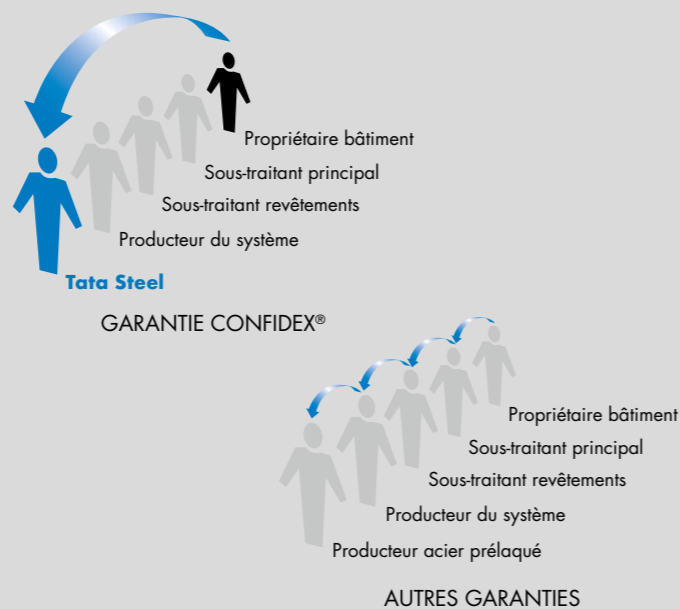 Propriétaire bâtiment
Sous-traitant principal
Sous-traitant revêtements
Producteur du système
Tata Steel
GARANTIE CONFIDEX®
Propriétaire bâtiment
Sous-traitant principal
Sous-traitant revêtements
Producteur du système
Producteur acier prélaqué
AUTRES GARANTIES